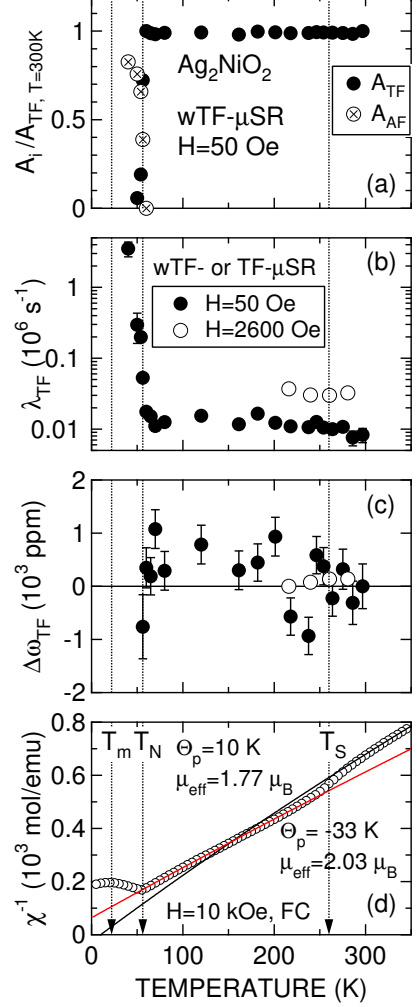 A_i /A_TF, T=300K
1
0.5
0
Ag2NiO2
wTF-μSR
H=50 Oe
A_TF
A_AF
(a)
λ_TF (10^6 s^-1)
1
0.1
0.01
wTF- or TF-μSR
(b)
H=50 Oe
H=2600 Oe
Δω_TF (10^3 ppm)
2
1
0
-1
-2
(c)
χ^-1 (10^3 mol/emu)
0.8
0.6
0.4
0.2
0
T_m T_N T_S
Θ_p=10 K
μ_eff=1.77 μ_B
Θ_p= -33 K
μ_eff=2.03 μ_B
H=10 kOe, FC
(d)
0 100 200 300
TEMPERATURE (K)